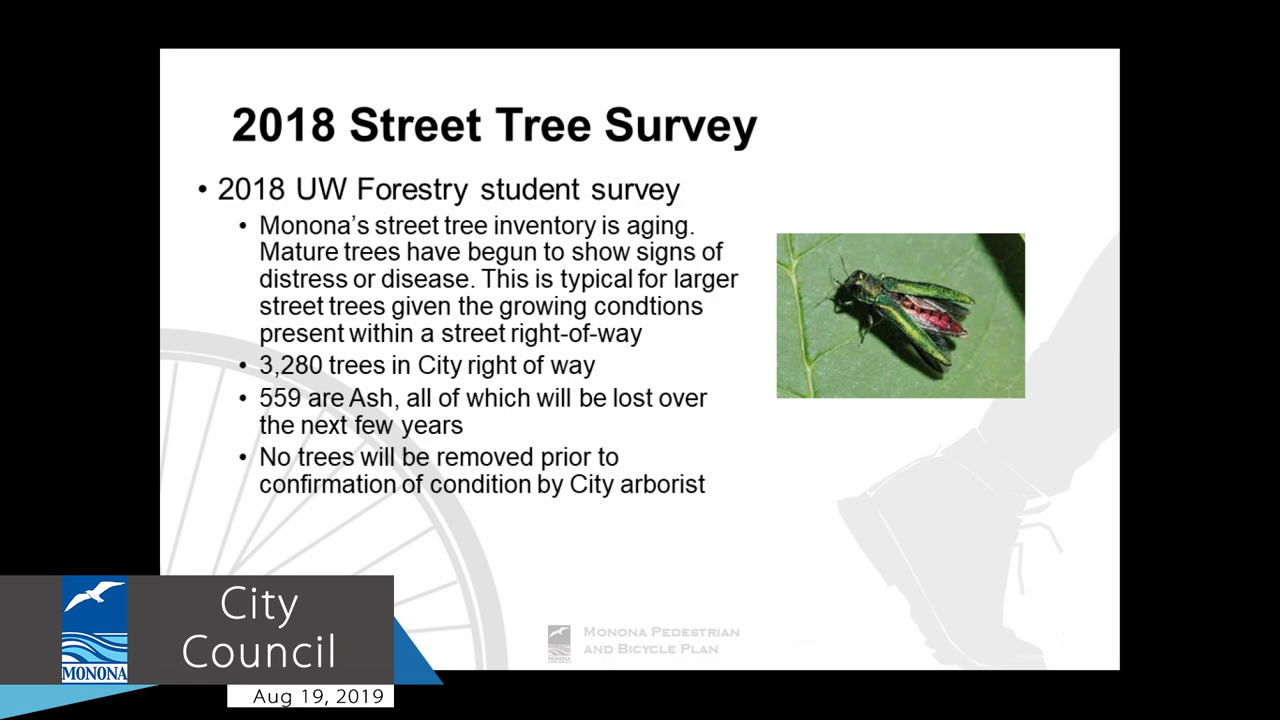 2018 Street Tree Survey
• 2018 UW Forestry student survey
• Monona's street tree inventory is aging.
Mature trees have begun to show signs of
distress or disease. This is typical for larger
street trees given the growing condtions
present within a street right-of-way
• 3,280 trees in City right of way
• 559 are Ash, all of which will be lost over
the next few years
• No trees will be removed prior to
confirmation of condition by City arborist
MONONA PEDESTRIAN
AND BICYCLE PLAN
MONONA
City
Council
MONONA
Aug 19, 2019